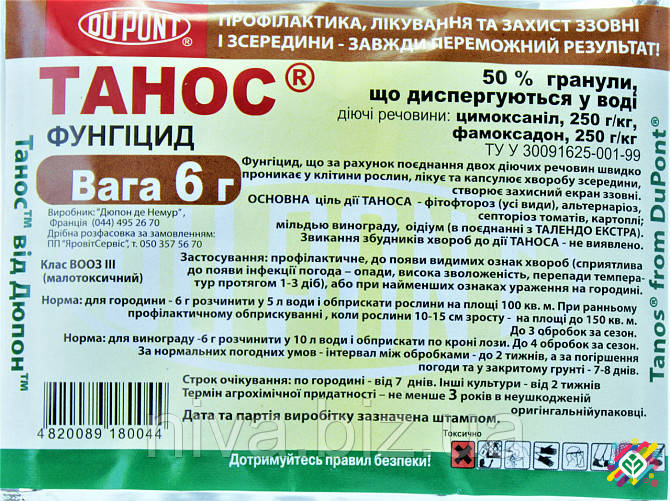 DU PONT®
ПРОФІЛАКТИКА, ЛІКУВАННЯ ТА ЗАХИСТ ЗЗОВНІ
І ЗСЕРЕДИНИ - ЗАВЖДИ ПЕРЕМОЖНИЙ РЕЗУЛЬТАТ!
ТАНОС®
ФУНГІЦИД
Вага 6 г
50 % гранули,
що диспергуються у воді
діючі речовини: цимоксаніл, 250 г/кг,
фамоксадон, 250 г/кг
ТУ У 30091625-001-99
Виробник: "Дюпон де Немур" ,
Франція (044) 495 26 70
Дрібна розфасовка за замовленням:
ПП "ЯровітСервіс", т. 050 357 56 70
Клас ВООЗ III
(малотоксичний)
Фунгіцид, що за рахунок поєднання двох діючих речовин швидко
проникає у клітини рослин, лікує та капсулює хворобу зсередини,
створює захисний екран ззовні.
ОСНОВНА ціль дії ТАНОСА - фітофтороз (усі види), альтернаріоз,
септоріоз томатів, картоплі;
мільдью винограду, оідіум (в поєднанні з ТАЛЕНДО ЕКСТРА).
Звикання збудників хвороб до дії ТАНОСА - не виявлено.
Застосування: профілактичне, до появи видимих ознак хвороб (сприятлива
до появи інфекції погода – опади, висока зволоженість, перепади темпера-
тур протягом 1-3 діб), або при найменших ознаках ураження на городині.
Норма: для городини - 6 г розчинити у 5 л води і обприскати рослини на площі 100 кв. м. При ранньому
профілактичному обприскуванні , коли рослини 10-15 см зросту - на площі до 150 кв. м.
До 3 обробок за сезон.
Норма: для винограду -6 г розчинити у 10 л води і обприскати по кроні лози. До 4 обробок за сезон.
За нормальних погодних умов - інтервал між обробками - до 2 тижнів, а за погіршення
погоди та у закритому грунті - 7-8 днів.
Строк очікування: по городині - від 7 днів. Інші культури - від 2 тижнів
Термін агрохімічної придатності – не менше 3 років в неушкодженій
оригінальній упаковці.
Дата та партія виробітку зазначена штампом.
4 820089 180044
Токсично
Дотримуйтесь правил безпеки!
Танос™ від Дюпон™
Tanos® from DuPont®
niva.biz.ua